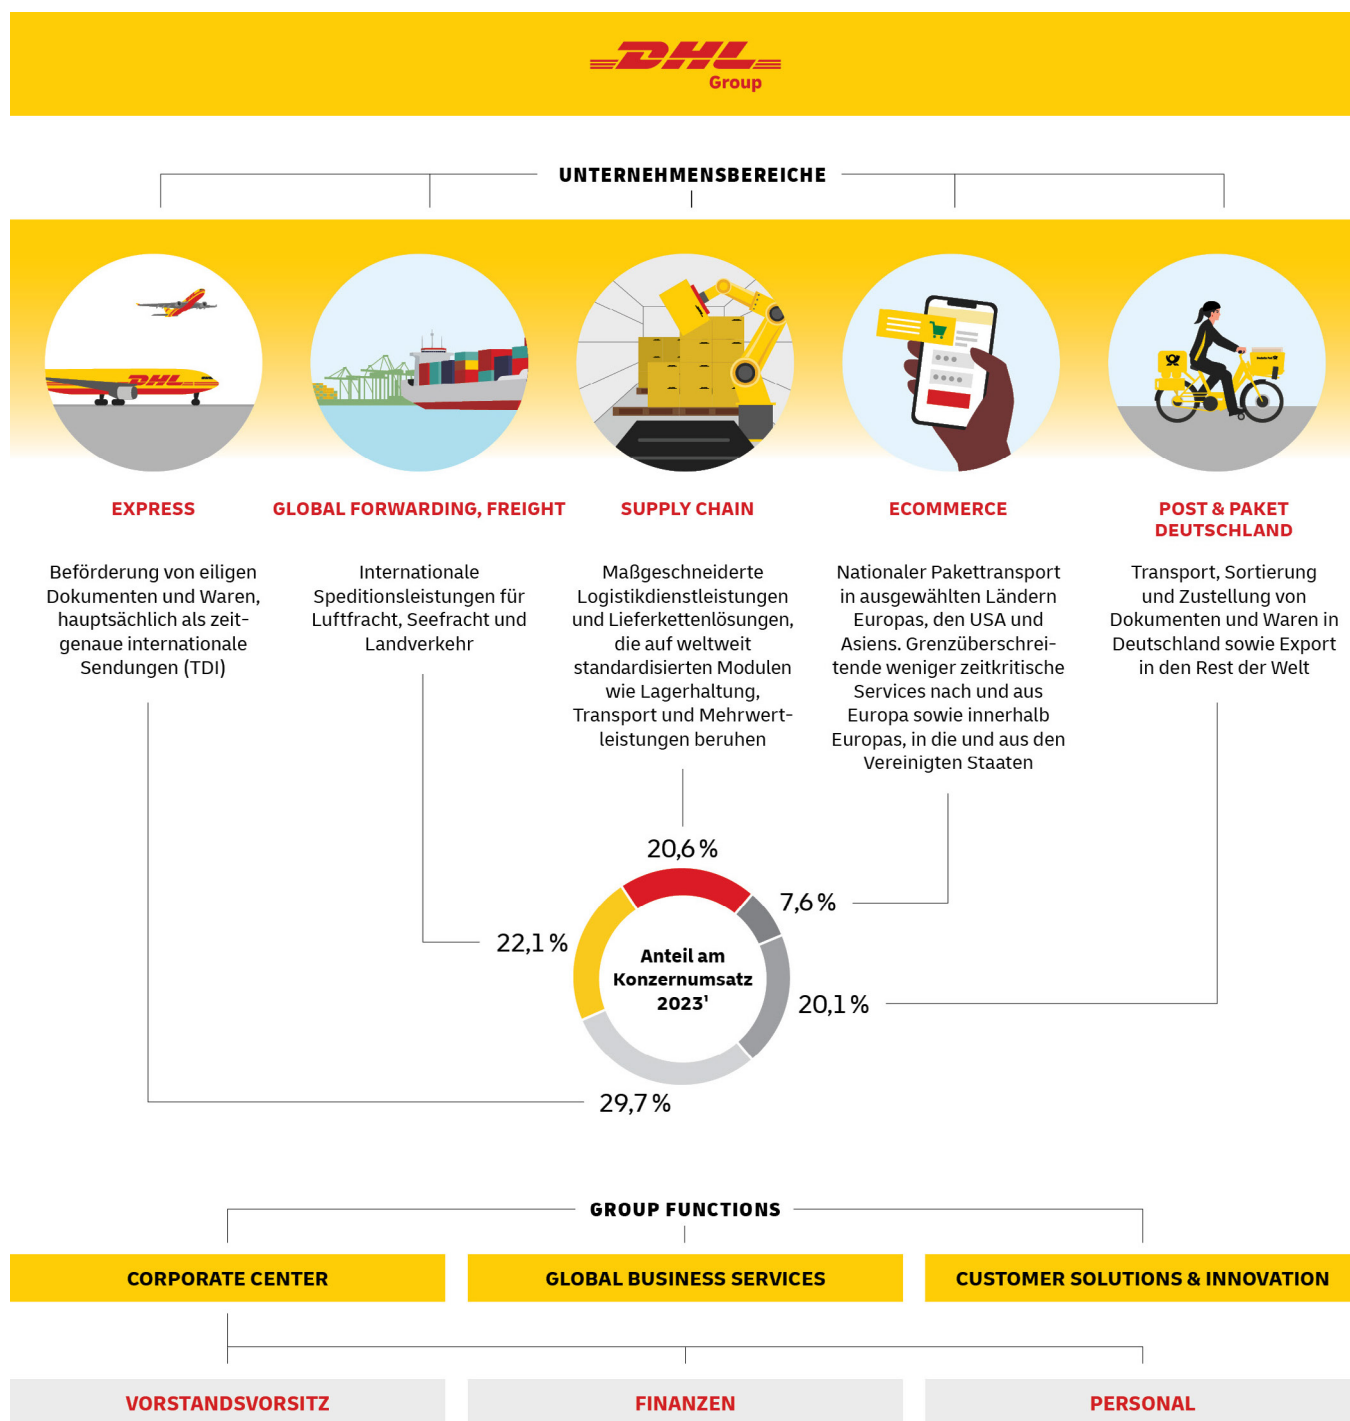 DHL
Group
UNTERNEHMENSBEREICHE
DHL
EXPRESS
Beförderung von eiligen
Dokumenten und Waren,
hauptsächlich als zeit-
genaue internationale
Sendungen (TDI)
GLOBAL FORWARDING, FREIGHT
Internationale
Speditionsleistungen für
Luftfracht, Seefracht und
Landverkehr
SUPPLY CHAIN
Maßgeschneiderte
Logistikdienstleistungen
und Lieferkettenlösungen,
die auf weltweit
standardisierten Modulen
wie Lagerhaltung,
Transport und Mehrwert-
leistungen beruhen
ECOMMERCE
Nationaler Pakettransport
in ausgewählten Ländern
Europas, den USA und
Asiens. Grenzüberschrei-
tende weniger zeitkritische
Services nach und aus
Europa sowie innerhalb
Europas, in die und aus den
Vereinigten Staaten
POST & PAKET
DEUTSCHLAND
Transport, Sortierung
und Zustellung von
Dokumenten und Waren in
Deutschland sowie Export
in den Rest der Welt
20,6 %
7,6 %
22,1 %
Anteil am
Konzernumsatz
2023¹
20,1 %
29,7 %
GROUP FUNCTIONS
CORPORATE CENTER
GLOBAL BUSINESS SERVICES
CUSTOMER SOLUTIONS & INNOVATION
VORSTANDSVORSITZ
FINANZEN
PERSONAL